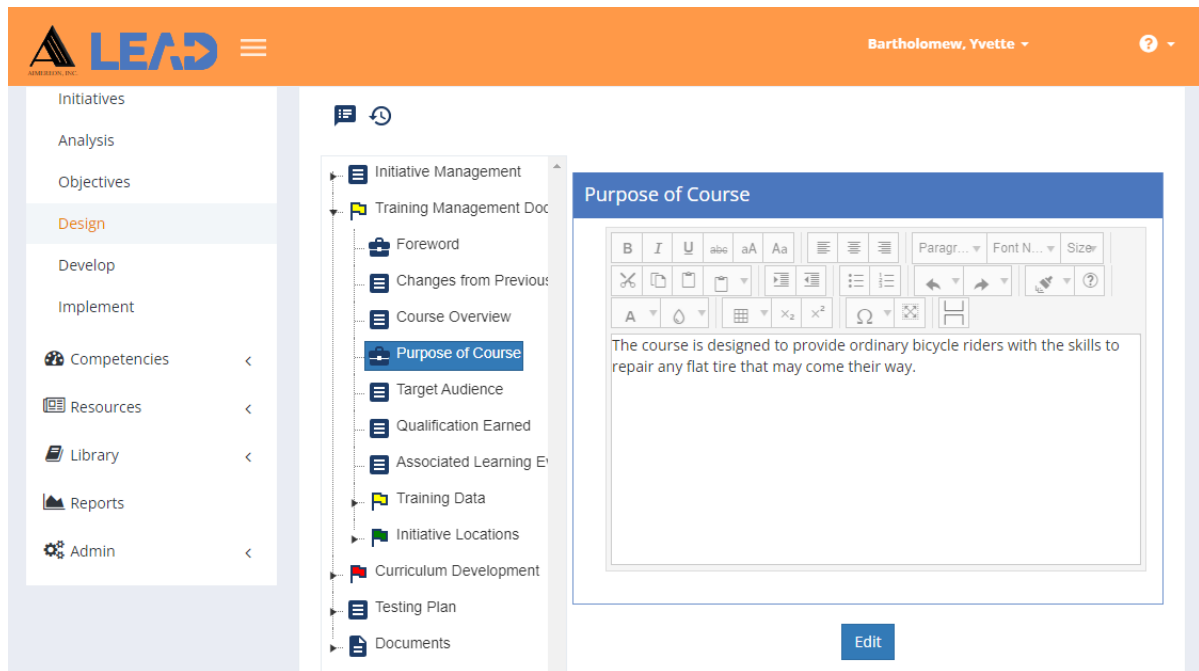 AIMEREON, INC.
LEAD
Bartholomew, Yvette
?
Initiatives
Analysis
Objectives
Design
Develop
Implement
Competencies
Resources
Library
Reports
Admin
Initiative Management
Training Management Doc
Foreword
Changes from Previous
Course Overview
Purpose of Course
Target Audience
Qualification Earned
Associated Learning Ev
Training Data
Initiative Locations
Curriculum Development
Testing Plan
Documents
Purpose of Course
B I U abc aA Aa Paragr... Font N... Size
A Ω x₂ x² ?
The course is designed to provide ordinary bicycle riders with the skills to
repair any flat tire that may come their way.
Edit